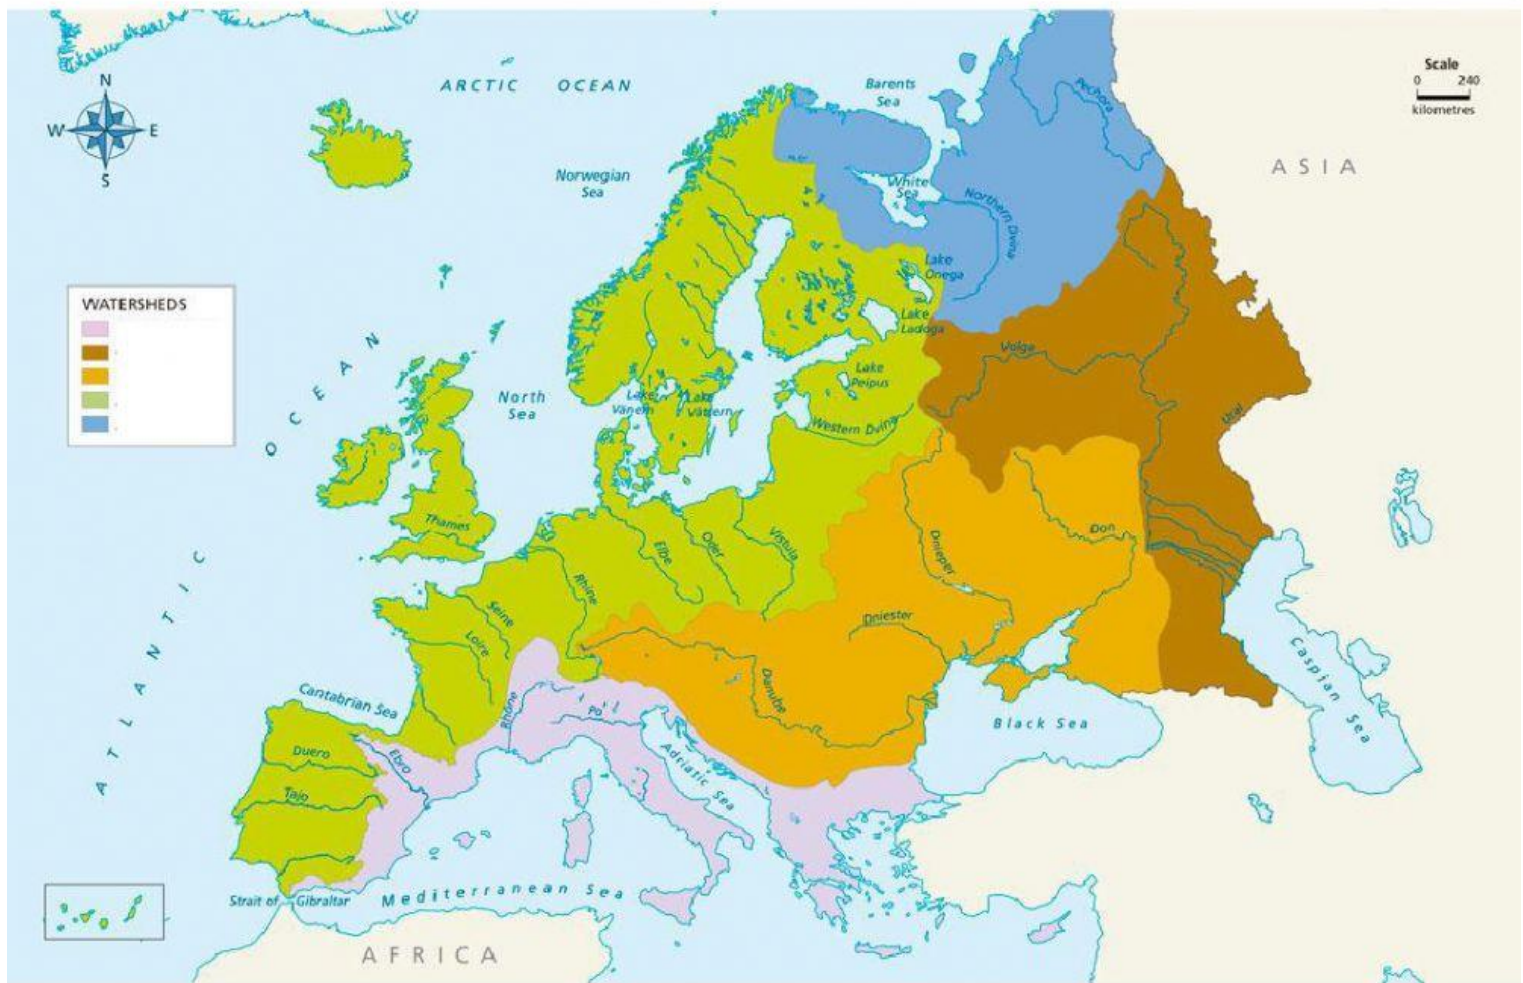 ARCTIC OCEAN
Barents
Sea
Scale
0 240
kilometres
N
W E
S
Pechora
ASIA
Norwegian
Sea
White
Sea
Northern Dvina
Lake
Onega
WATERSHEDS
Lake
Ladoga
Volga
North
Sea
Lake
Vänern
Lake
Vättern
Lake
Peipus
Western Dvina
Ural
ATLANTIC OCEAN
Thames
Elbe
Oder
Vistula
Dnieper
Don
Rhine
Seine
Loire
Dniester
Danube
Caspian Sea
Cantabrian Sea
Rhône
Po
Black Sea
Duero
Ebro
Adriatic Sea
Tajo
Strait of Gibraltar
Mediterranean Sea
AFRICA